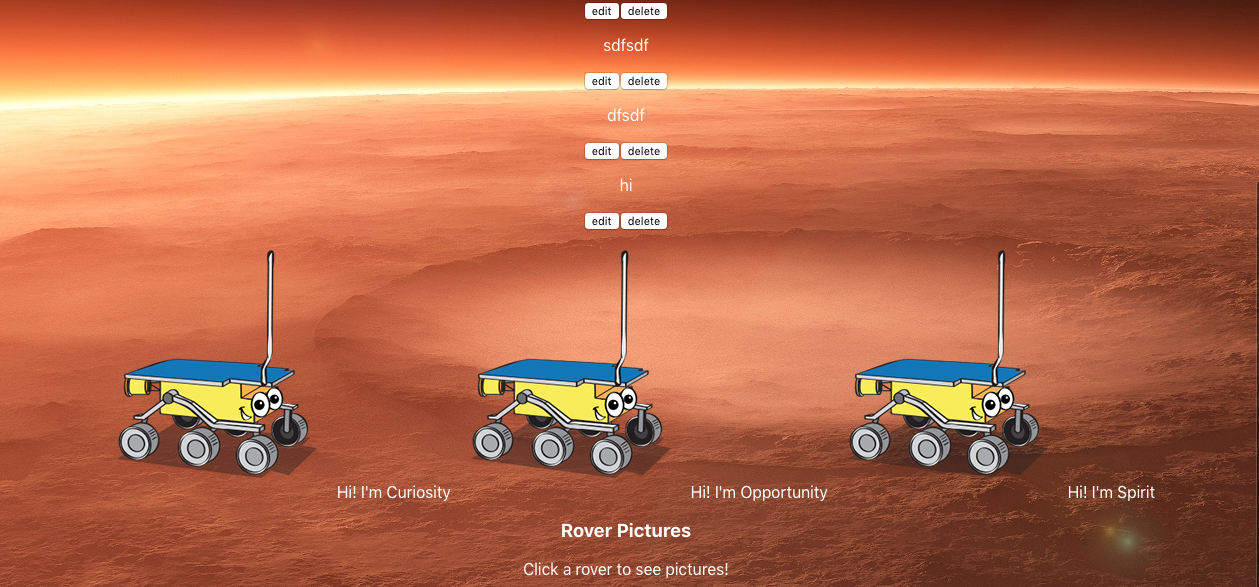 edit delete
sdfsdf
edit delete
dfsdf
edit delete
hi
edit delete
Hi! I'm Curiosity Hi! I'm Opportunity Hi! I'm Spirit
Rover Pictures
Click a rover to see pictures!